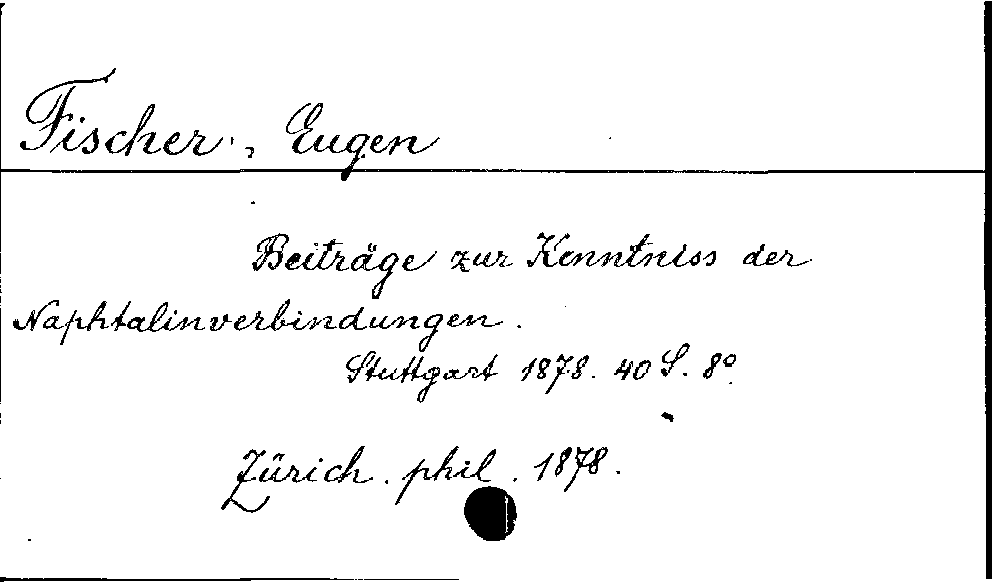 Fischer, Eugen
Beiträge zur Kenntniss der
Naphtalinverbindungen.
Stuttgart 1878. 40 S. 8°
Zürich. phil. 1878.